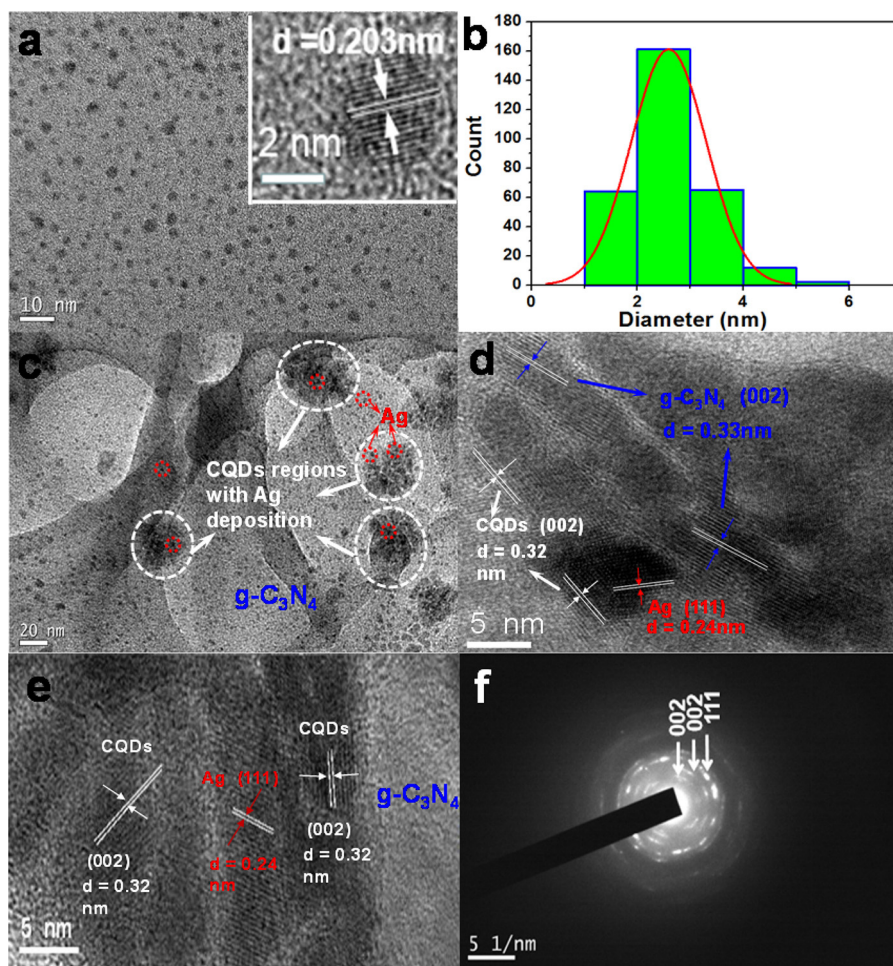 a
d =0.203nm
2 nm
10 nm
b
Count
180
160
140
120
100
80
60
40
20
0
0 2 4 6
Diameter (nm)
c
Ag
CQDs regions
with Ag
deposition
g-C₃N₄
20 nm
d
g-C₃N₄ (002)
d = 0.33nm
CQDs (002)
d = 0.32
nm
Ag (111)
d = 0.24nm
5 nm
e
CQDs
CQDs
Ag (111)
g-C₃N₄
(002)
d = 0.32
nm
d = 0.24
nm
(002)
d = 0.32
nm
5 nm
f
002
002
111
5 1/nm